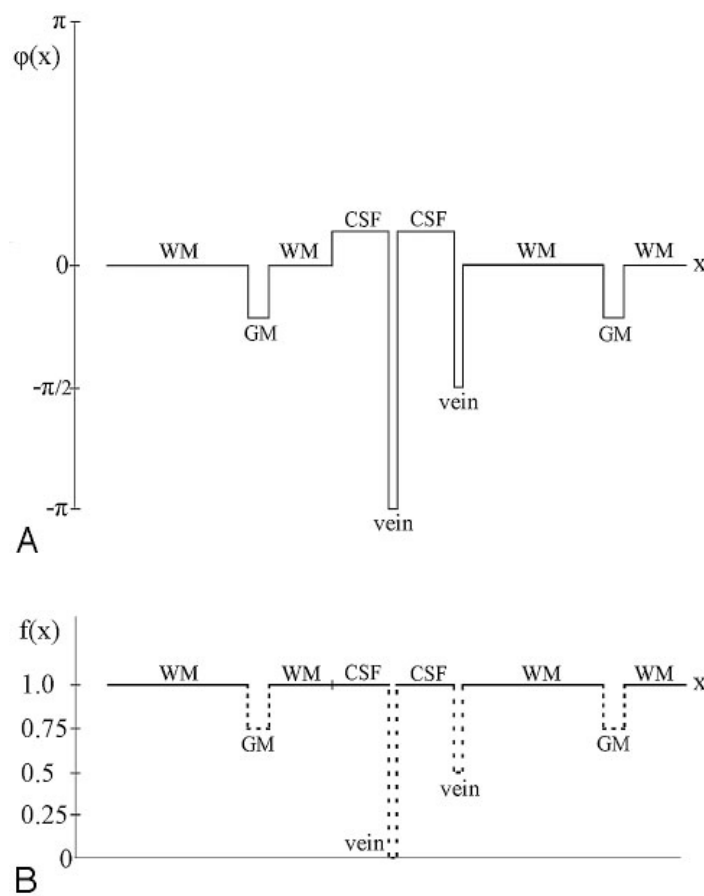 π
φ(x)
CSF CSF
WM WM WM WM
0 x
GM GM
-π/2
vein
-π
vein
A
f(x)
WM WM CSF CSF WM WM
1.0 x
0.75
GM GM
0.5
vein
0.25
vein
0
B